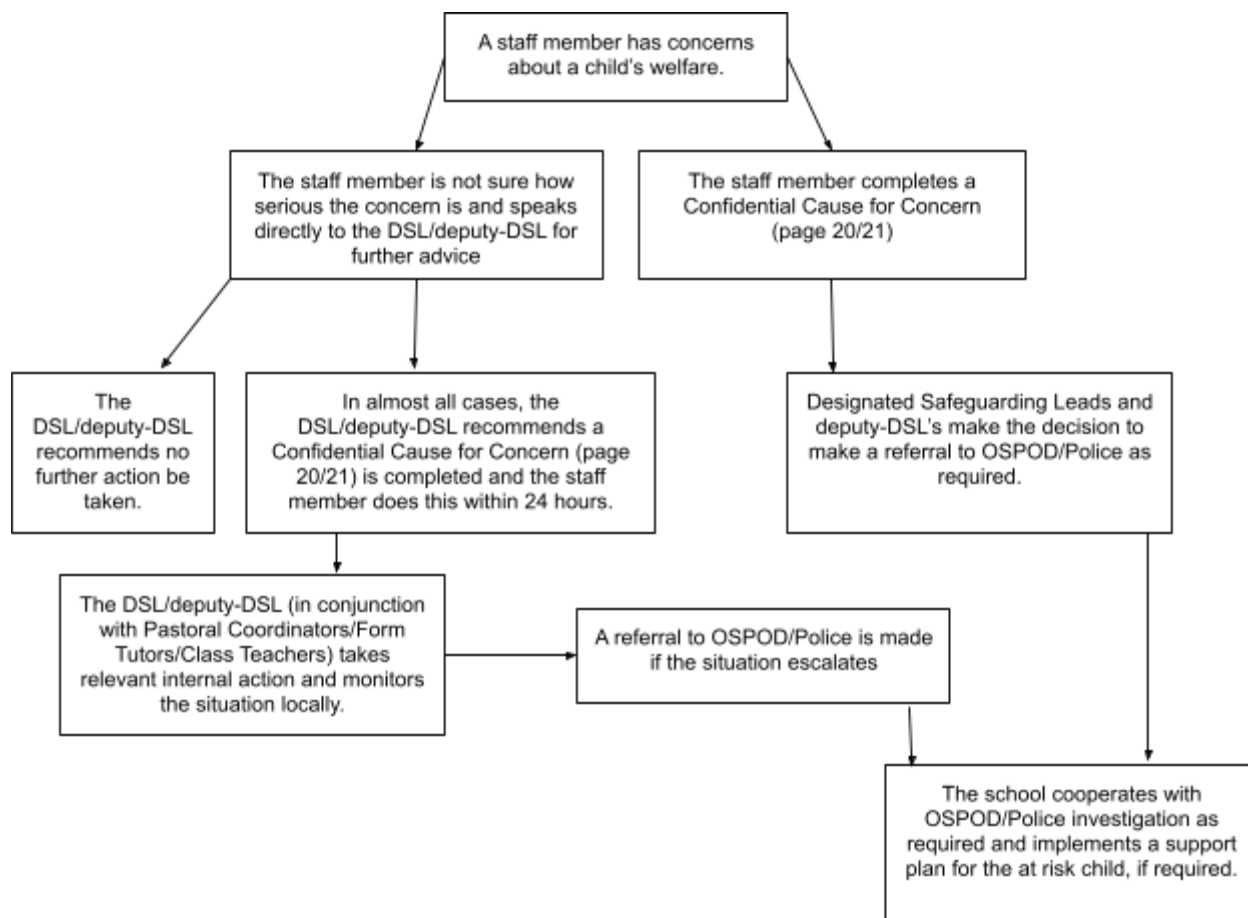 A staff member has concerns
about a child's welfare.
The staff member is not sure how
serious the concern is and speaks
directly to the DSL/deputy-DSL for
further advice
The staff member completes a
Confidential Cause for Concern
(page 20/21)
The
DSL/deputy-DSL
recommends no
further action be
taken.
In almost all cases, the
DSL/deputy-DSL recommends a
Confidential Cause for Concern (page
20/21) is completed and the staff
member does this within 24 hours.
Designated Safeguarding Leads and
deputy-DSL's make the decision to
make a referral to OSPOD/Police as
required.
The DSL/deputy-DSL (in conjunction
with Pastoral Coordinators/Form
Tutors/Class Teachers) takes
relevant internal action and monitors
the situation locally.
A referral to OSPOD/Police is made
if the situation escalates
The school cooperates with
OSPOD/Police investigation as
required and implements a support
plan for the at risk child, if required.